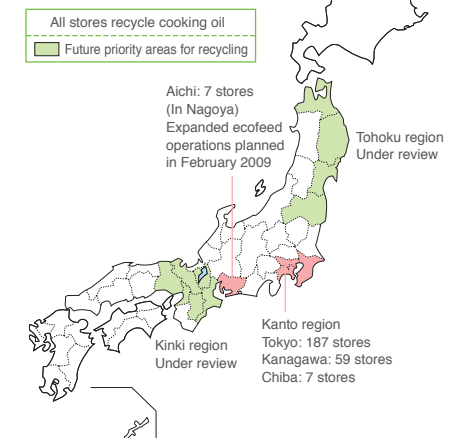 All stores recycle cooking oil
Future priority areas for recycling
Aichi: 7 stores
(In Nagoya)
Expanded ecofeed
operations planned
in February 2009
Tohoku region
Under review
Kanto region
Tokyo: 187 stores
Kanagawa: 59 stores
Chiba: 7 stores
Kinki region
Under review